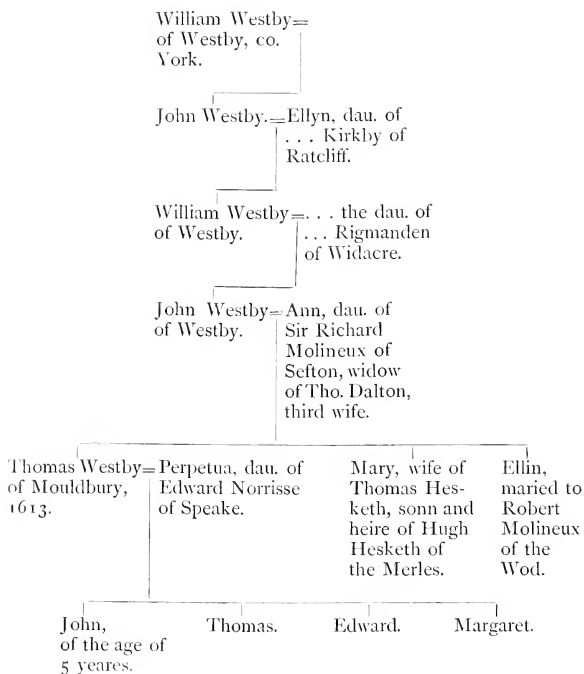 William Westby=
of Westby, co.
York.
John Westby.=Ellyn, dau. of
. . . Kirkby of
Ratcliff.
William Westby=. . . the dau. of
of Westby.
. . . Rigmanden
of Widacre.
John Westby=Ann, dau. of
of Westby.
Sir Richard
Molineux of
Sefton, widow
of Tho. Dalton,
third wife.
Thomas Westby=Perpetua, dau. of
of Mouldbury,
Edward Norrisse
1613.
of Speake.
Mary, wife of
Thomas Hes-
keth, sonn and
heire of Hugh
Hesketh of
the Merles.
Ellin,
maried to
Robert
Molineux
of the
Wod.
John,
of the age of
5 yeares.
Thomas.
Edward.
Margaret.